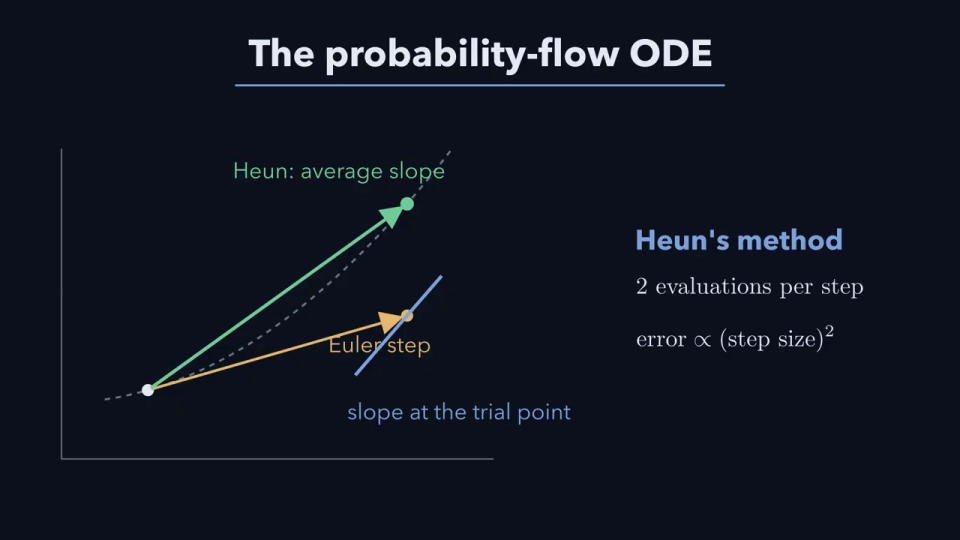 The probability-flow ODE
Heun: average slope
Euler step
slope at the trial point
Heun's method
2 evaluations per step
error ∝ (step size)²